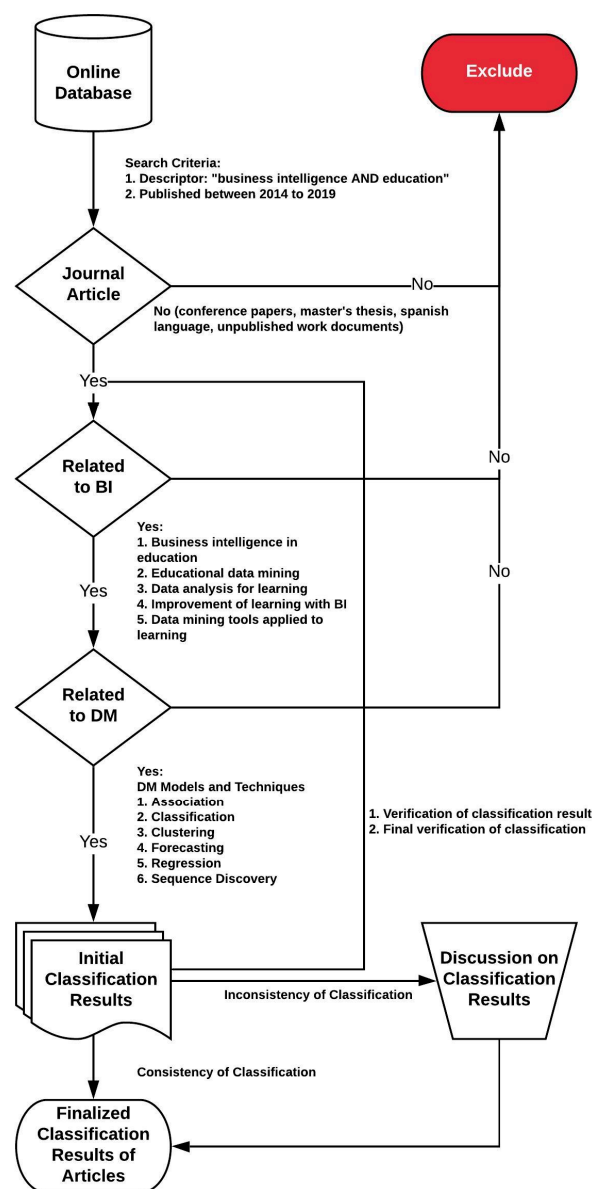 Online
Database
Exclude
Search Criteria:
1. Descriptor: "business intelligence AND education"
2. Published between 2014 to 2019
Journal
Article
No
No (conference papers, master's thesis, spanish
language, unpublished work documents)
Yes
Related
to BI
No
Yes:
1. Business intelligence in
education
2. Educational data mining
3. Data analysis for learning
4. Improvement of learning with BI
5. Data mining tools applied to
learning
Yes
No
Related
to DM
Yes:
DM Models and Techniques
1. Association
2. Classification
3. Clustering
4. Forecasting
5. Regression
6. Sequence Discovery
Yes
1. Verification of classification result
2. Final verification of classification
Initial
Classification
Results
Discussion on
Classification
Results
Inconsistency of Classification
Consistency of Classification
Finalized
Classification
Results of
Articles